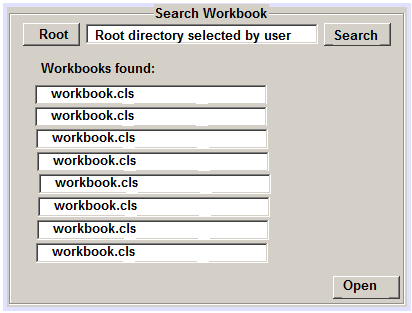 Search Workbook
Root Root directory selected by user Search
Workbooks found:
workbook.cls
workbook.cls
workbook.cls
workbook.cls
workbook.cls
workbook.cls
workbook.cls
workbook.cls
Open